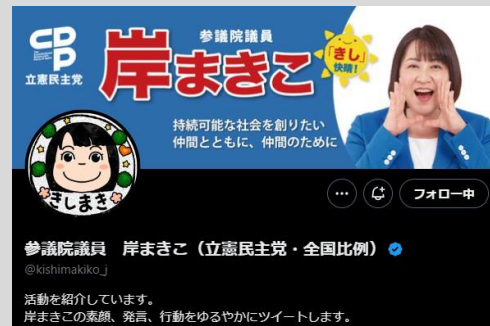 参議院議員
岸まきこ
「きし」
快晴!
CDP
立憲民主党
持続可能な社会を創りたい
仲間とともに、仲間のために
きしまき
フォロー中
参議院議員　岸まきこ(立憲民主党・全国比例)
@kishimakiko_j
活動を紹介しています。
岸まきこの素顔、発言、行動をゆるやかにツイートします。